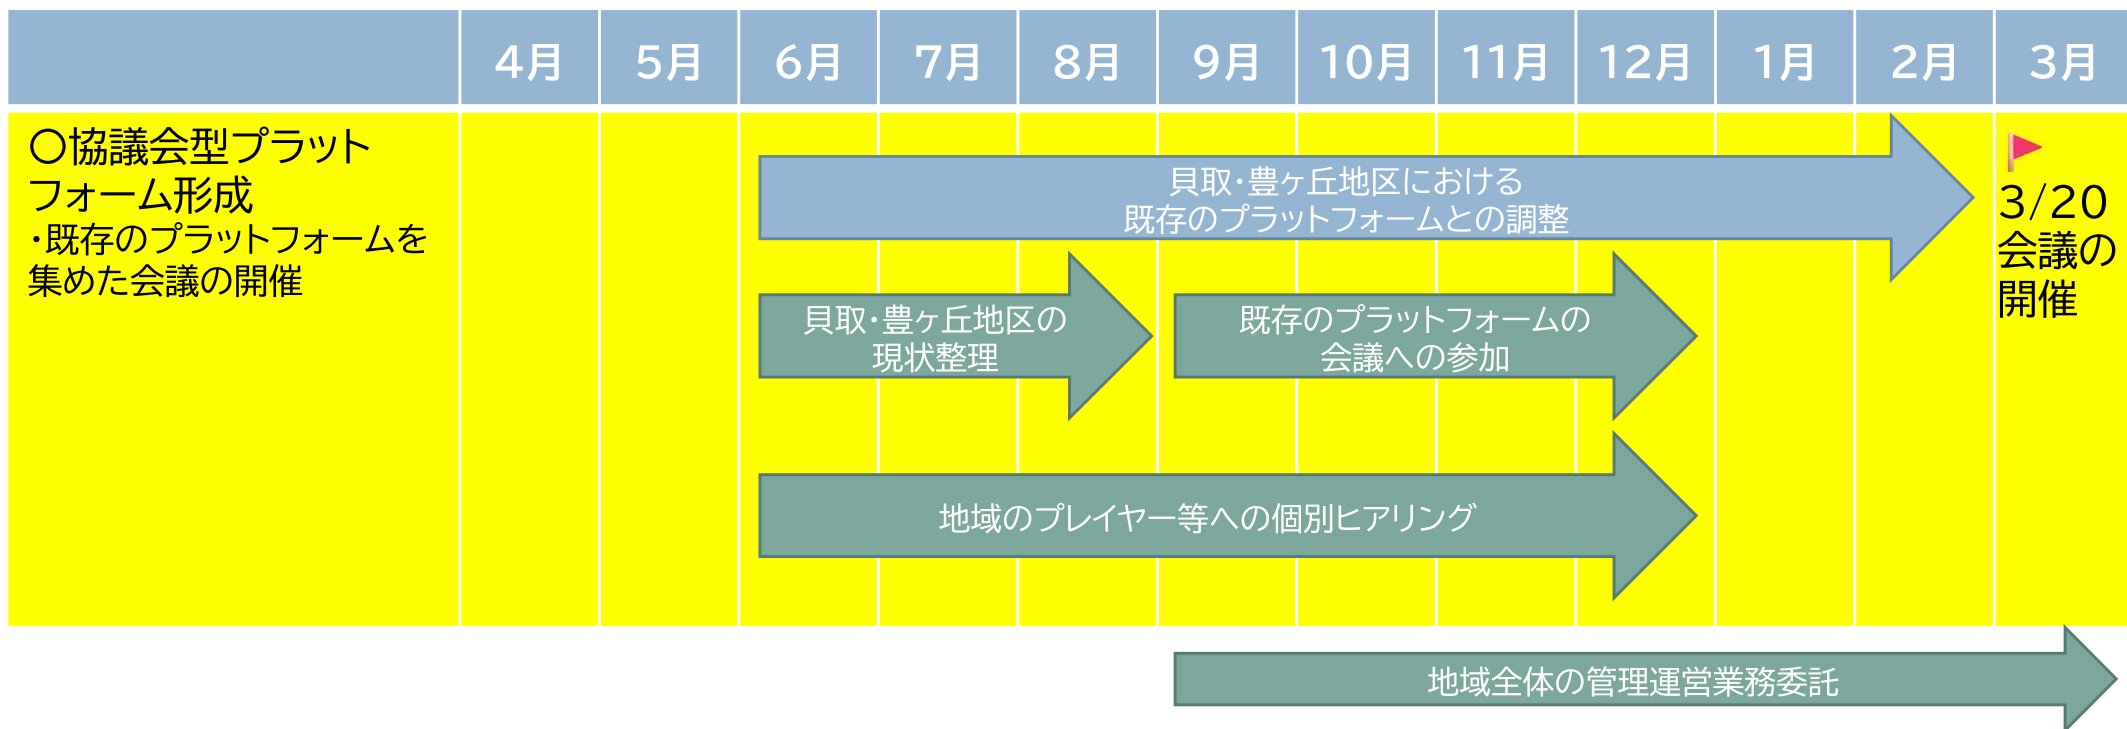 4月 5月 6月 7月 8月 9月 10月 11月 12月 1月 2月 3月
〇協議会型プラット
フォーム形成
・既存のプラットフォームを
集めた会議の開催
貝取・豊ヶ丘地区における
既存のプラットフォームとの調整
3/20
会議の
開催
貝取・豊ヶ丘地区の
現状整理
既存のプラットフォームの
会議への参加
地域のプレイヤー等への個別ヒアリング
地域全体の管理運営業務委託